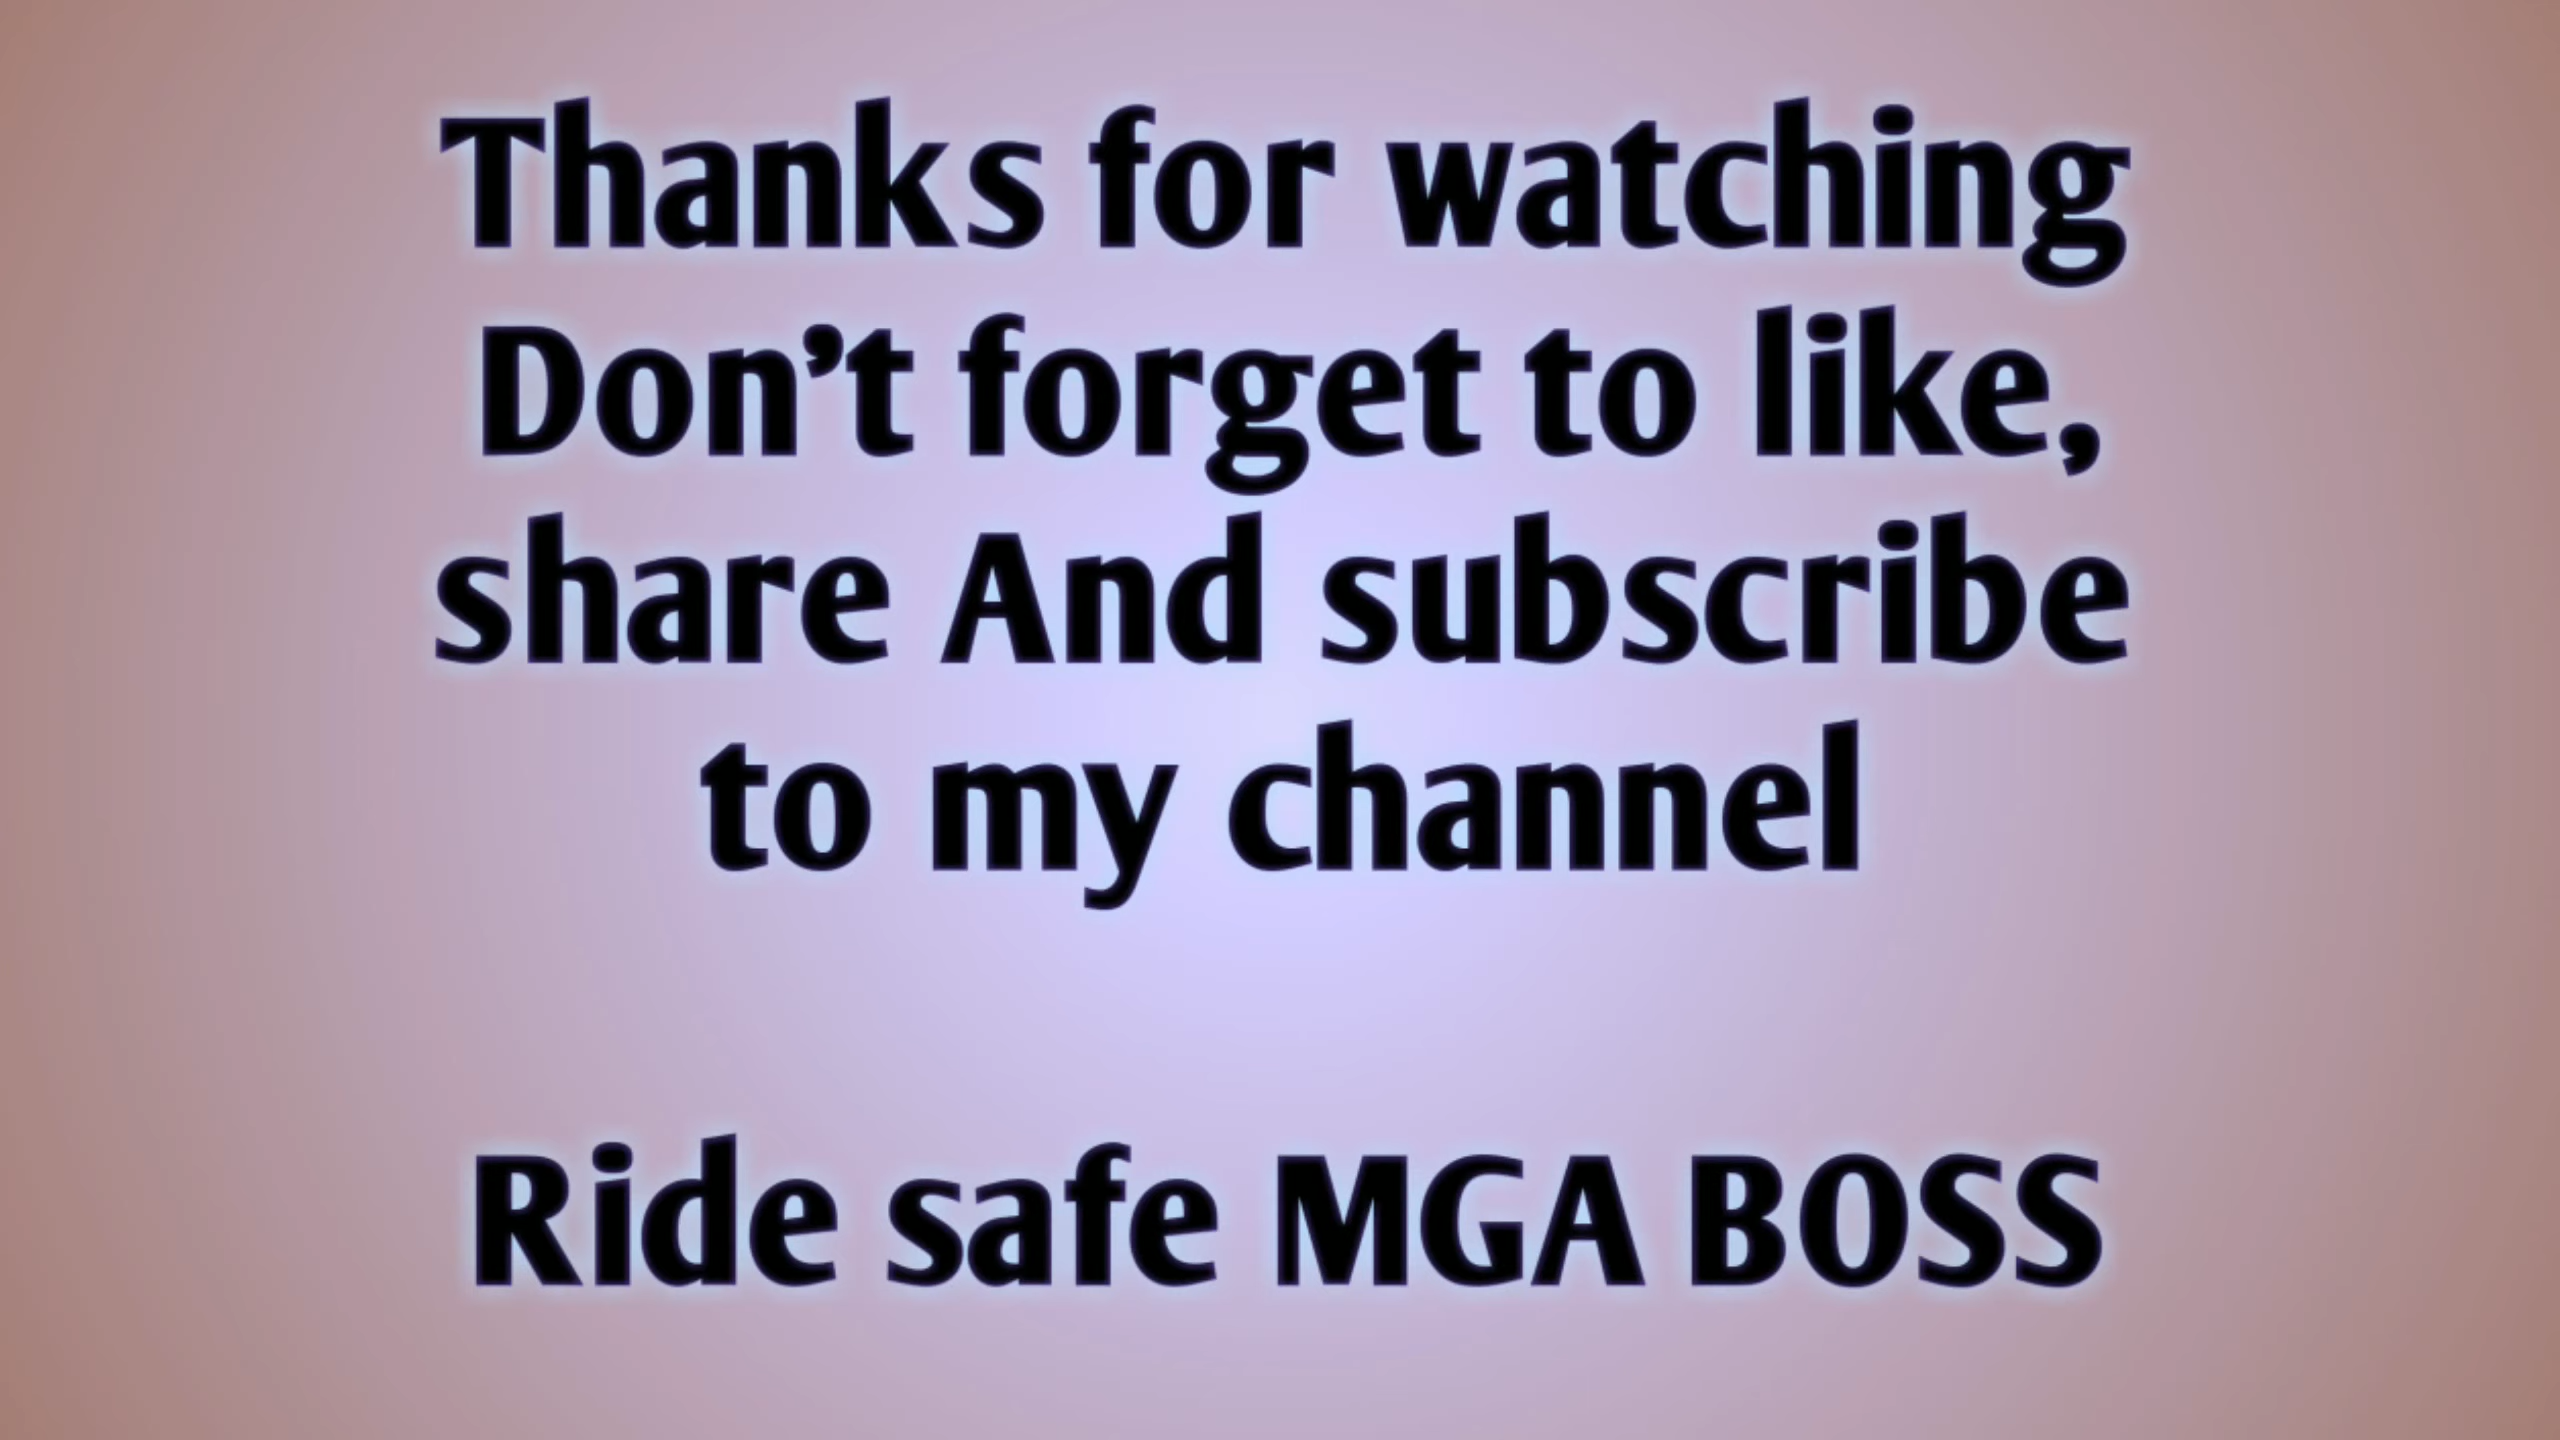 Thanks for watching
Don’t forget to like,
share And subscribe
to my channel
Ride safe MGA BOSS